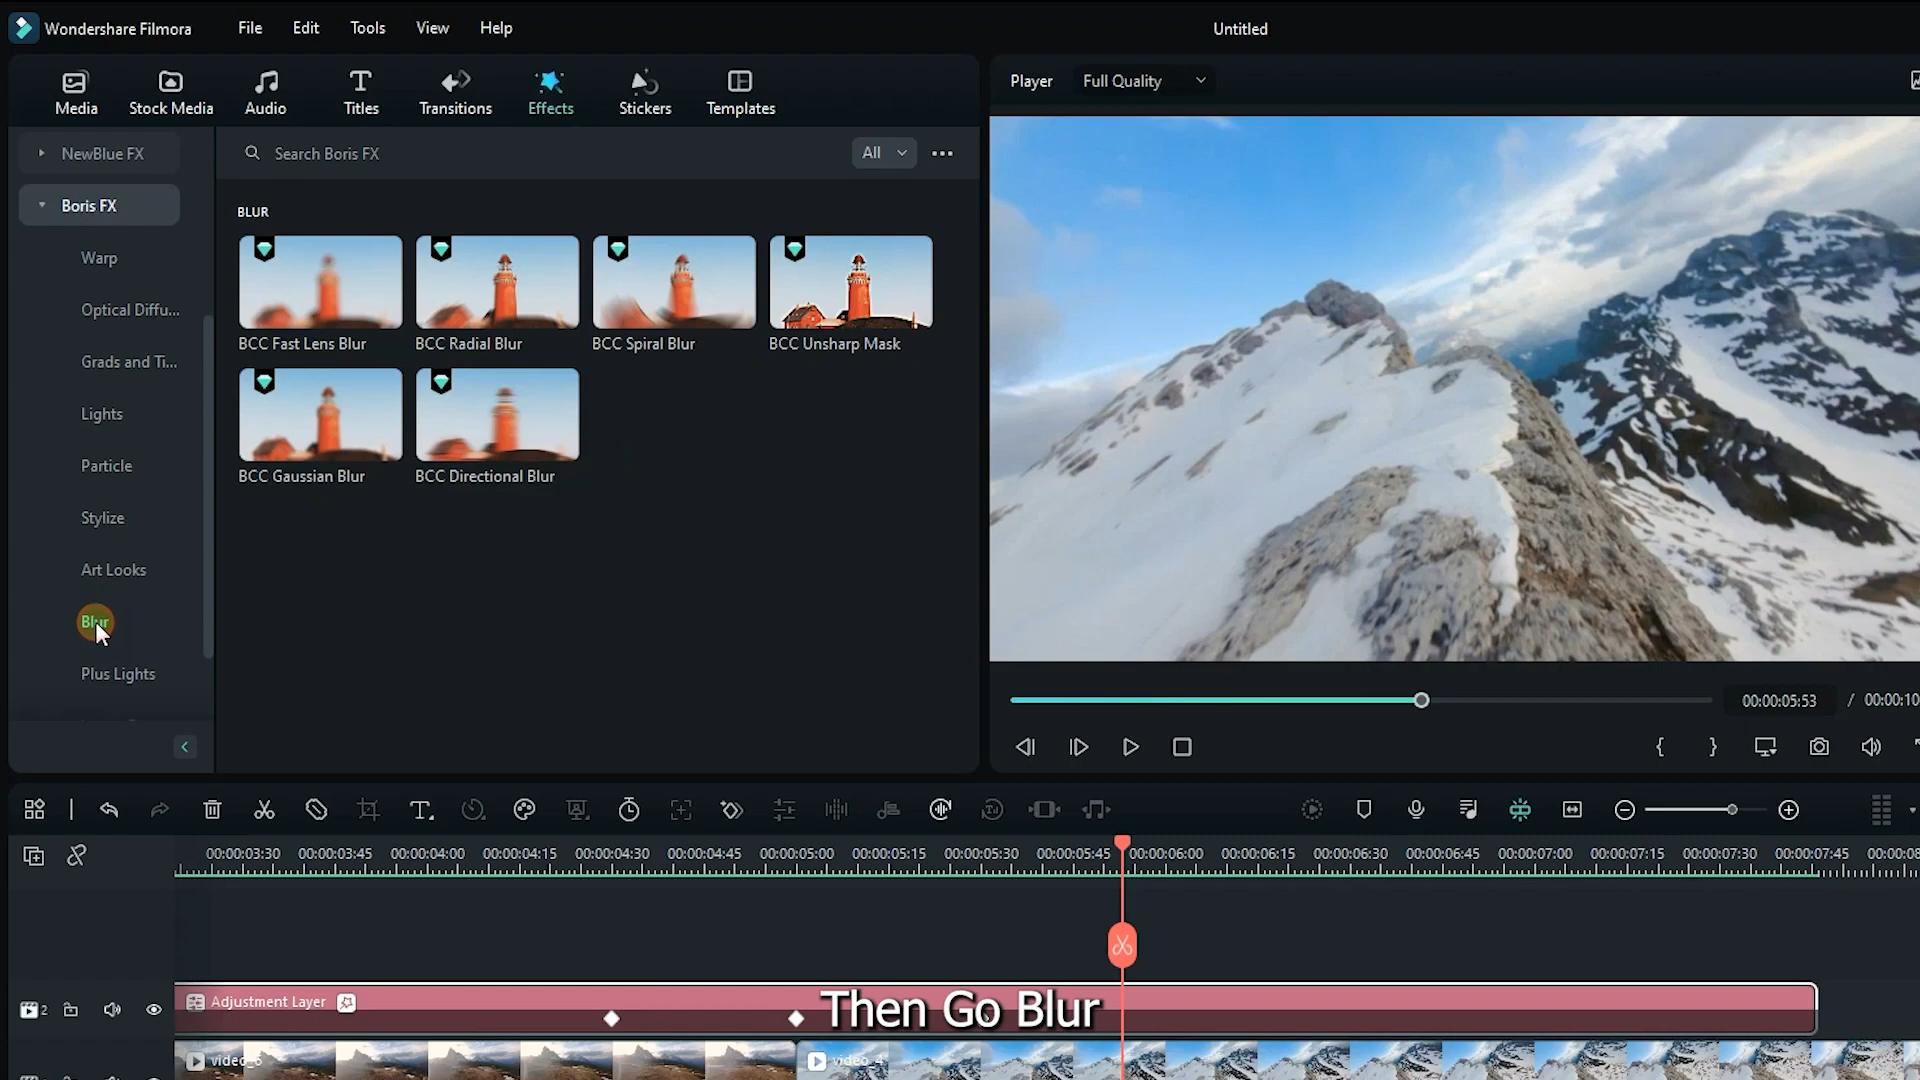 Wondershare Filmora
File Edit Tools View Help
Untitled
Media Stock Media Audio Titles Transitions Effects Stickers Templates
Player Full Quality
NewBlue FX
Search Boris FX
All
Boris FX
BLUR
Warp
Optical Diffu...
Grads and Ti...
Lights
Particle
Stylize
Art Looks
Blur
Plus Lights
BCC Fast Lens Blur
BCC Radial Blur
BCC Spiral Blur
BCC Unsharp Mask
BCC Gaussian Blur
BCC Directional Blur
00:00:05:53 / 00:00:10
00:00:03:30 00:00:03:45 00:00:04:00 00:00:04:15 00:00:04:30 00:00:04:45 00:00:05:00 00:00:05:15 00:00:05:30 00:00:05:45 00:00:06:00 00:00:06:15 00:00:06:30 00:00:06:45 00:00:07:00 00:00:07:15 00:00:07:30 00:00:07:45 00:00:08
2
Adjustment Layer
Then Go Blur
video_6
video_4